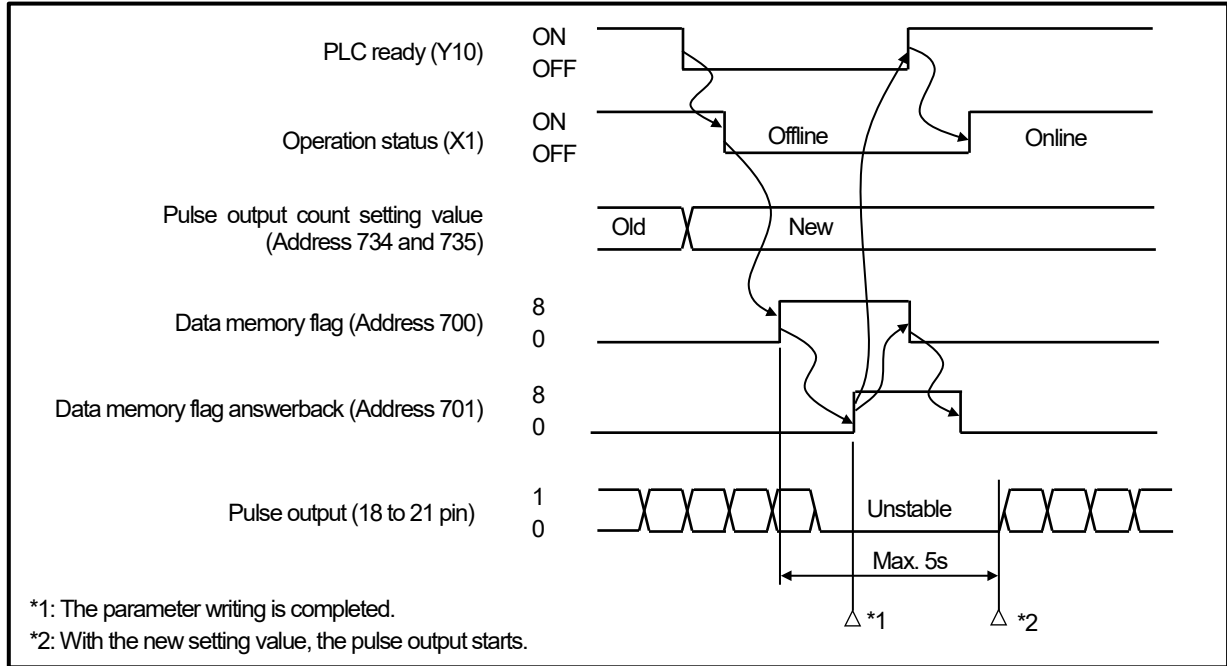 PLC ready (Y10)
ON
OFF
Operation status (X1)
ON
OFF
Offline
Online
Pulse output count setting value
(Address 734 and 735)
Old
New
Data memory flag (Address 700)
8
0
Data memory flag answerback (Address 701)
8
0
Pulse output (18 to 21 pin)
1
0
Unstable
Max. 5s
*1
*2
*1: The parameter writing is completed.
*2: With the new setting value, the pulse output starts.